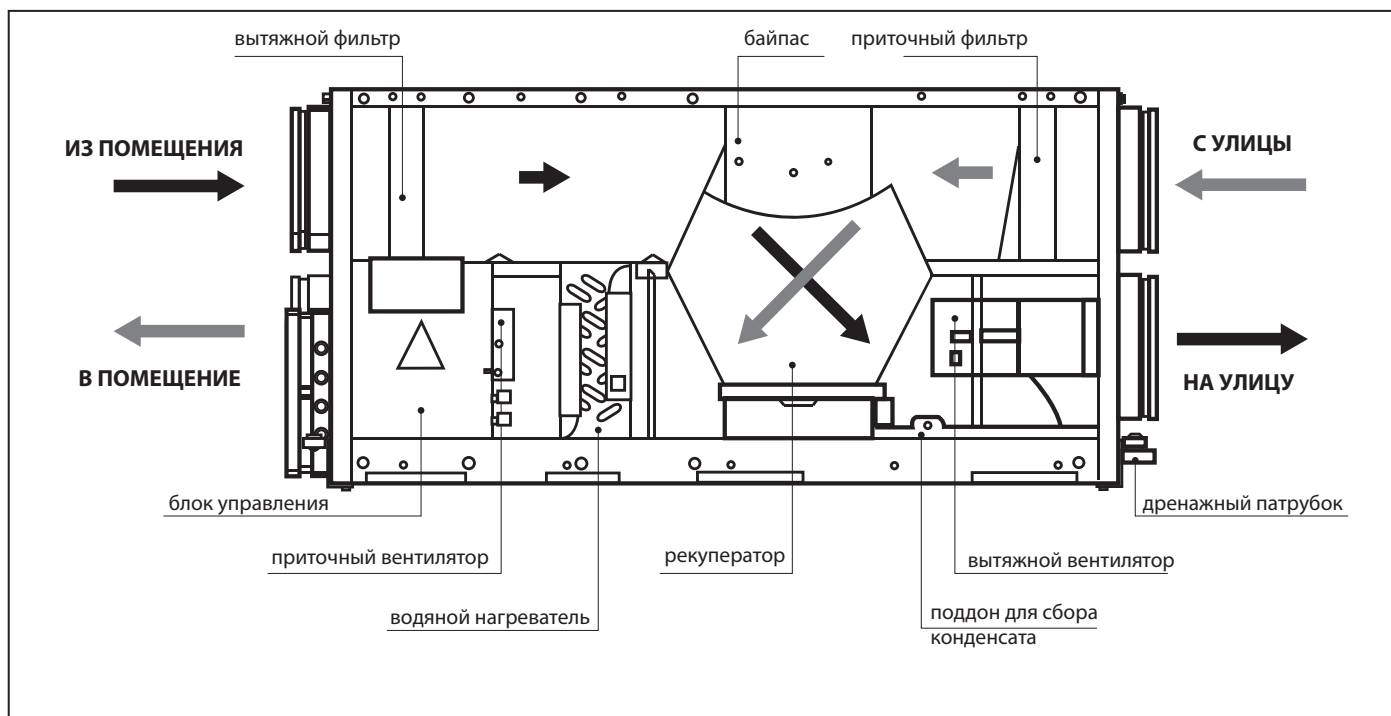 вытяжной фильтр
байпас
приточный фильтр
ИЗ ПОМЕЩЕНИЯ
С УЛИЦЫ
В ПОМЕЩЕНИЕ
НА УЛИЦУ
блок управления
дренажный патрубок
приточный вентилятор
рекуператор
вытяжной вентилятор
водяной нагреватель
поддон для сбора
конденсата